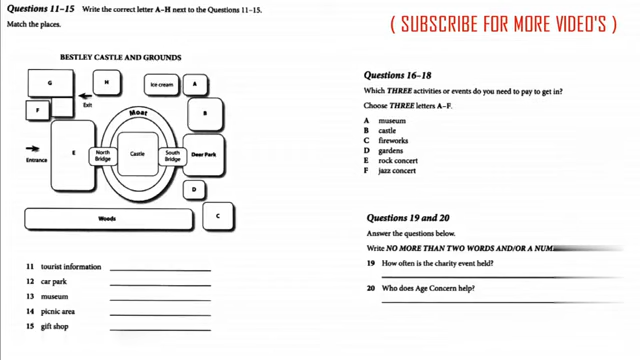 Questions 11–15 Write the correct letter A–H next to the Questions 11–15.
Match the places.
( SUBSCRIBE FOR MORE VIDEO'S )
BESTLEY CASTLE AND GROUNDS
G
H
Ice cream
A
Exit
F
B
Moat
Entrance
E
North Bridge
Castle
South Bridge
Deer Park
D
C
Woods
11 tourist information
12 car park
13 museum
14 picnic area
15 gift shop
Questions 16–18
Which THREE activities or events do you need to pay to get in?
Choose THREE letters A–F.
A museum
B castle
C fireworks
D gardens
E rock concert
F jazz concert
Questions 19 and 20
Answer the questions below.
Write NO MORE THAN TWO WORDS AND/OR A NUM
19 How often is the charity event held?
20 Who does Age Concern help?